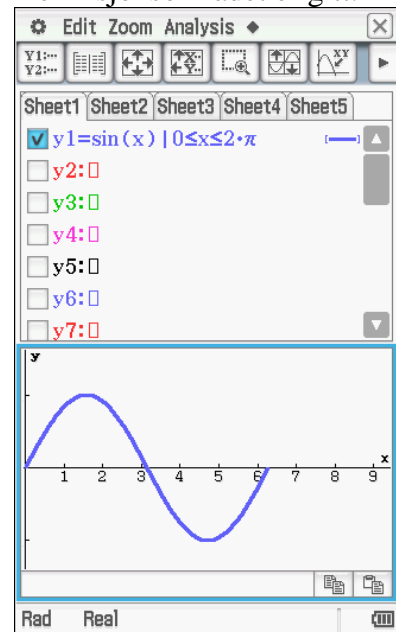 Edit Zoom Analysis ◆
Y1:··· Y2:··· XY
Sheet1 Sheet2 Sheet3 Sheet4 Sheet5
y1=sin(x)|0≤x≤2·π
y2:▯
y3:▯
y4:▯
y5:▯
y6:▯
y7:▯
y
x
1 2 3 4 5 6 7 8 9
Rad Real